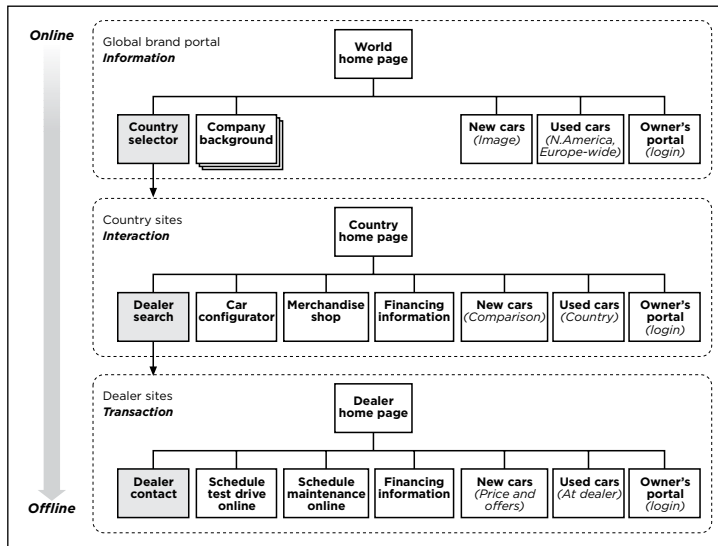 Online
Global brand portal
Information
World
home page
Country
selector
Company
background
New cars
(Image)
Used cars
(N.America,
Europe-wide)
Owner's
portal
(login)
Country sites
Interaction
Country
home page
Dealer
search
Car
configurator
Merchandise
shop
Financing
information
New cars
(Comparison)
Used cars
(Country)
Owner's
portal
(login)
Dealer sites
Transaction
Dealer
home page
Dealer
contact
Schedule
test drive
online
Schedule
maintenance
online
Financing
information
New cars
(Price and
offers)
Used cars
(At dealer)
Owner's
portal
(login)
Offline